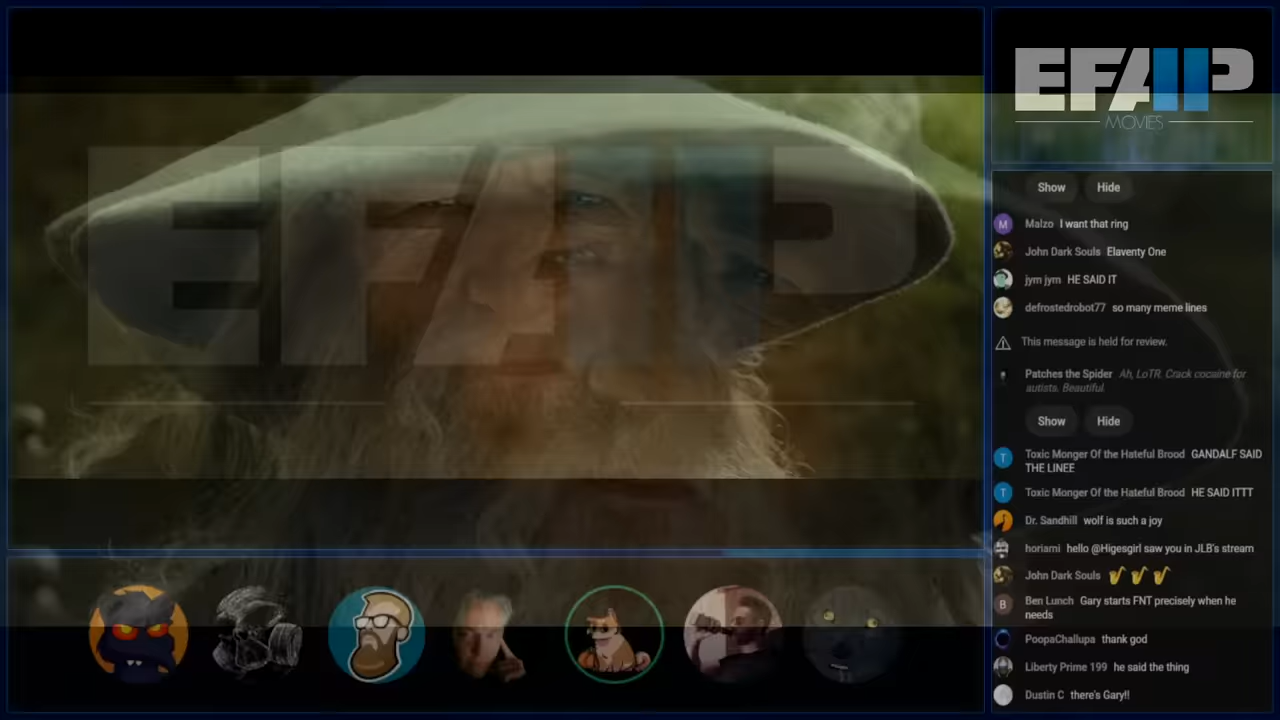 EFAP
MOVIES
EFAP
Show Hide
Malzo I want that ring
John Dark Souls Elaventy One
jym jym HE SAID IT
defrostedrobot77 so many meme lines
This message is held for review.
Patches the Spider Ah, LoTR. Crack cocaine for
autists. Beautiful.
Show Hide
Toxic Monger Of the Hateful Brood GANDALF SAID
THE LINEE
Toxic Monger Of the Hateful Brood HE SAID ITTT
Dr. Sandhill wolf is such a joy
horiami hello @Higesgirl saw you in JLB's stream
John Dark Souls 🎷🎷🎷
Ben Lunch Gary starts FNT precisely when he
needs
PoopaChallupa thank god
Liberty Prime 199 he said the thing
Dustin C there's Gary!!